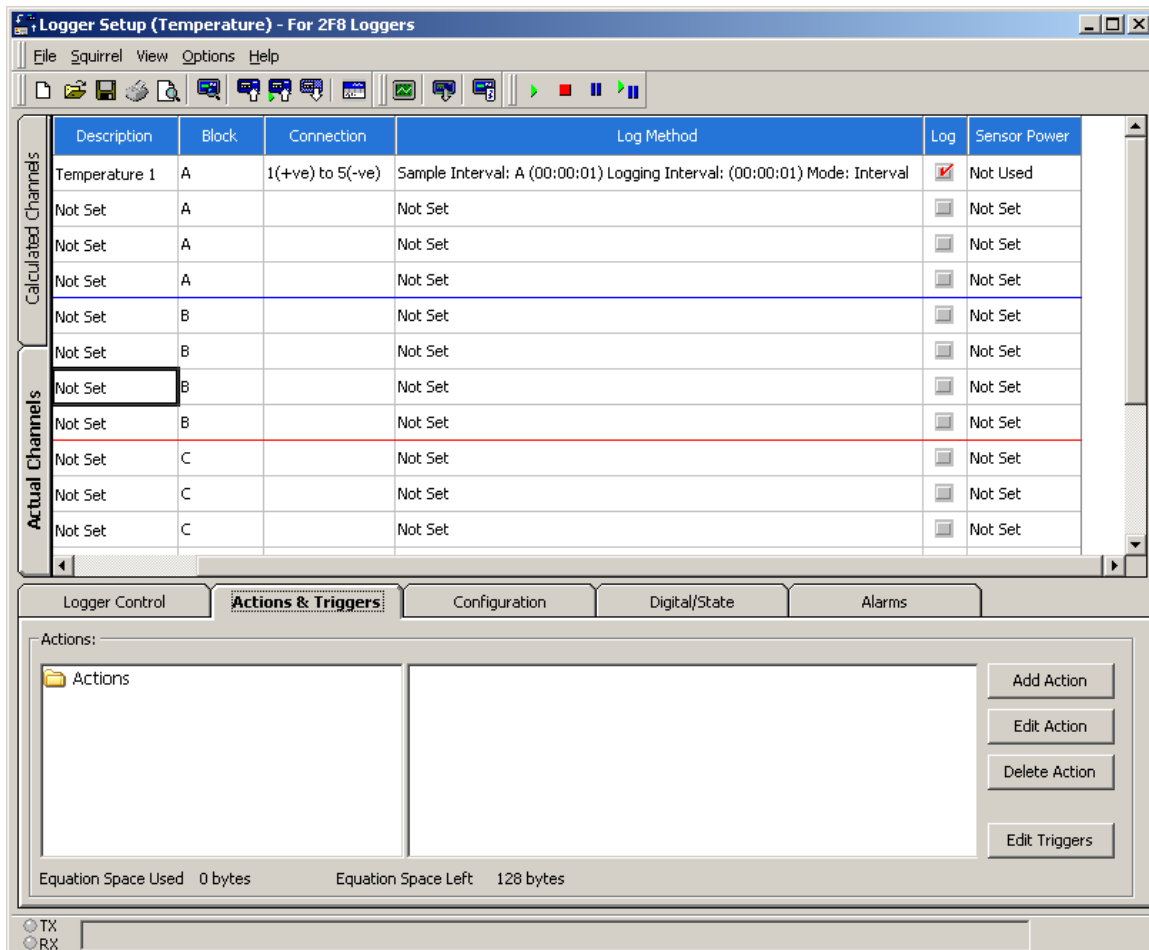 Logger Setup (Temperature) - For 2F8 Loggers
File Squirrel View Options Help
Calculated Channels
Actual Channels
Description Block Connection Log Method Log Sensor Power
Temperature 1 A 1(+ve) to 5(-ve) Sample Interval: A (00:00:01) Logging Interval: (00:00:01) Mode: Interval Not Used
Not Set A Not Set Not Set
Not Set A Not Set Not Set
Not Set A Not Set Not Set
Not Set B Not Set Not Set
Not Set B Not Set Not Set
Not Set B Not Set Not Set
Not Set B Not Set Not Set
Not Set C Not Set Not Set
Not Set C Not Set Not Set
Not Set C Not Set Not Set
Logger Control Actions & Triggers Configuration Digital/State Alarms
Actions:
Actions
Add Action
Edit Action
Delete Action
Edit Triggers
Equation Space Used 0 bytes Equation Space Left 128 bytes
TX
RX